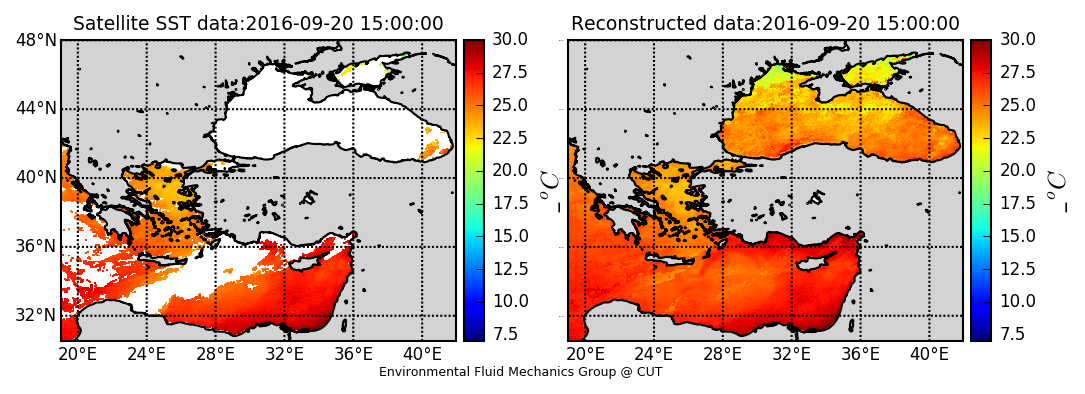 Satellite SST data:2016-09-20 15:00:00
Reconstructed data:2016-09-20 15:00:00
48°N
44°N
40°N
36°N
32°N
20°E 24°E 28°E 32°E 36°E 40°E
30.0
27.5
25.0
22.5
20.0
17.5
15.0
12.5
10.0
7.5
_ °C
20°E 24°E 28°E 32°E 36°E 40°E
30.0
27.5
25.0
22.5
20.0
17.5
15.0
12.5
10.0
7.5
_ °C
Environmental Fluid Mechanics Group @ CUT